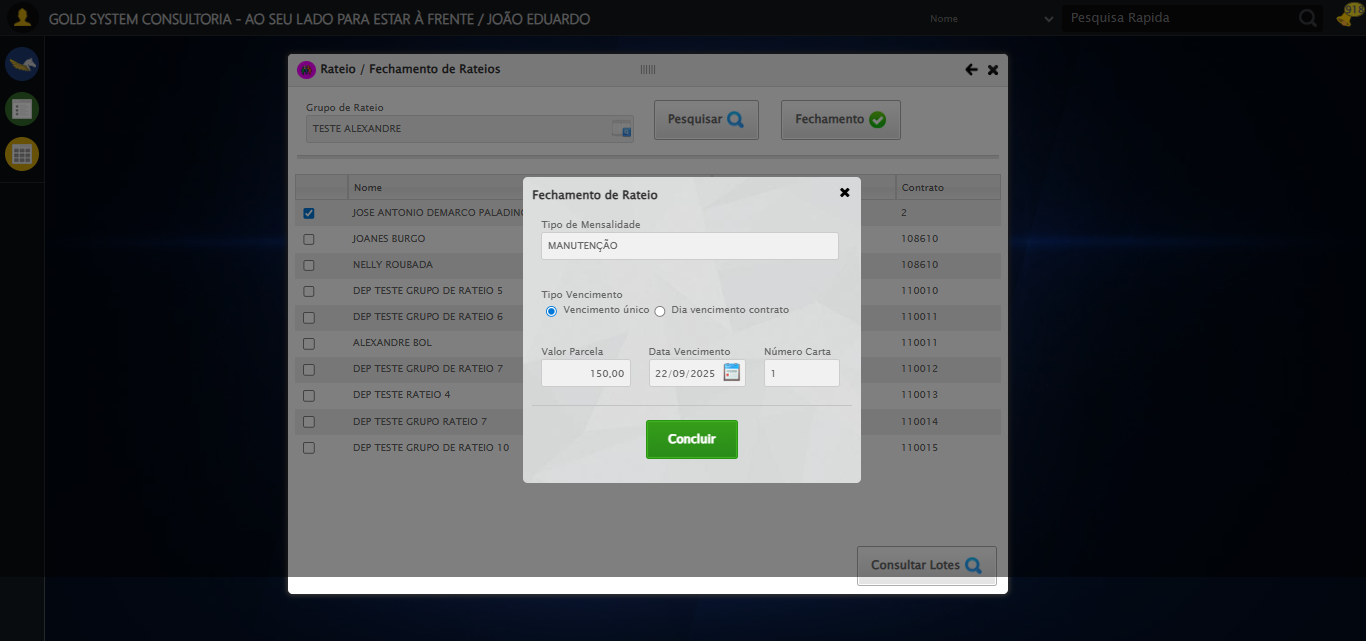 GOLD SYSTEM CONSULTORIA - AO SEU LADO PARA ESTAR À FRENTE / JOÃO EDUARDO
Nome
Pesquisa Rapida
918
Rateio / Fechamento de Rateios
Grupo de Rateio
TESTE ALEXANDRE
Pesquisar
Fechamento
Nome
Contrato
JOSE ANTONIO DEMARCO PALADINO
2
JOANES BURGO
108610
NELLY ROUBADA
108610
DEP TESTE GRUPO DE RATEIO 5
110010
DEP TESTE GRUPO DE RATEIO 6
110011
ALEXANDRE BOL
110011
DEP TESTE GRUPO DE RATEIO 7
110012
DEP TESTE RATEIO 4
110013
DEP TESTE GRUPO RATEIO 7
110014
DEP TESTE GRUPO DE RATEIO 10
110015
Fechamento de Rateio
Tipo de Mensalidade
MANUTENÇÃO
Tipo Vencimento
Vencimento único
Dia vencimento contrato
Valor Parcela
Data Vencimento
Número Carta
150,00
22/09/2025
1
Concluir
Consultar Lotes